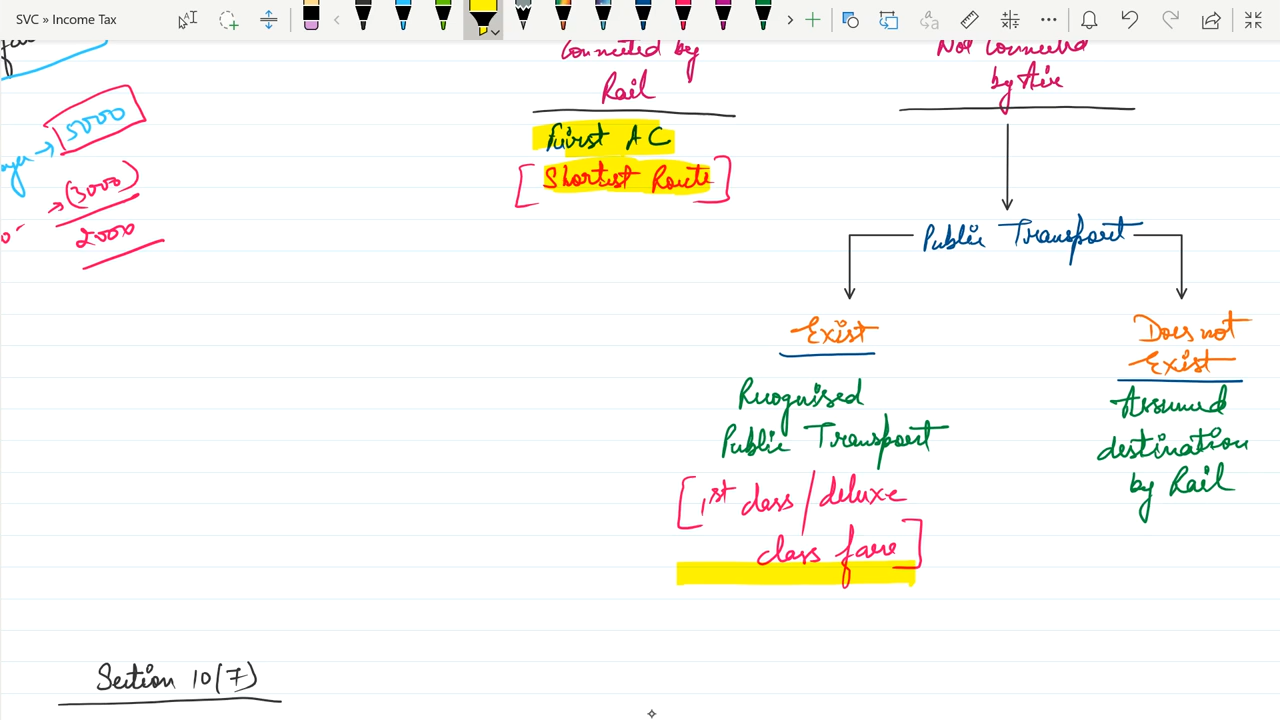 SVC » Income Tax
Connected by
Rail
First AC
[Shortest Route]
Not Connected
by Air
5000
(3000)
2000
Public Transport
Exist
Recognised
Public Transport
[1st class / deluxe
class fare]
Does not
Exist
Assumed
destination
by Rail
Section 10(7)